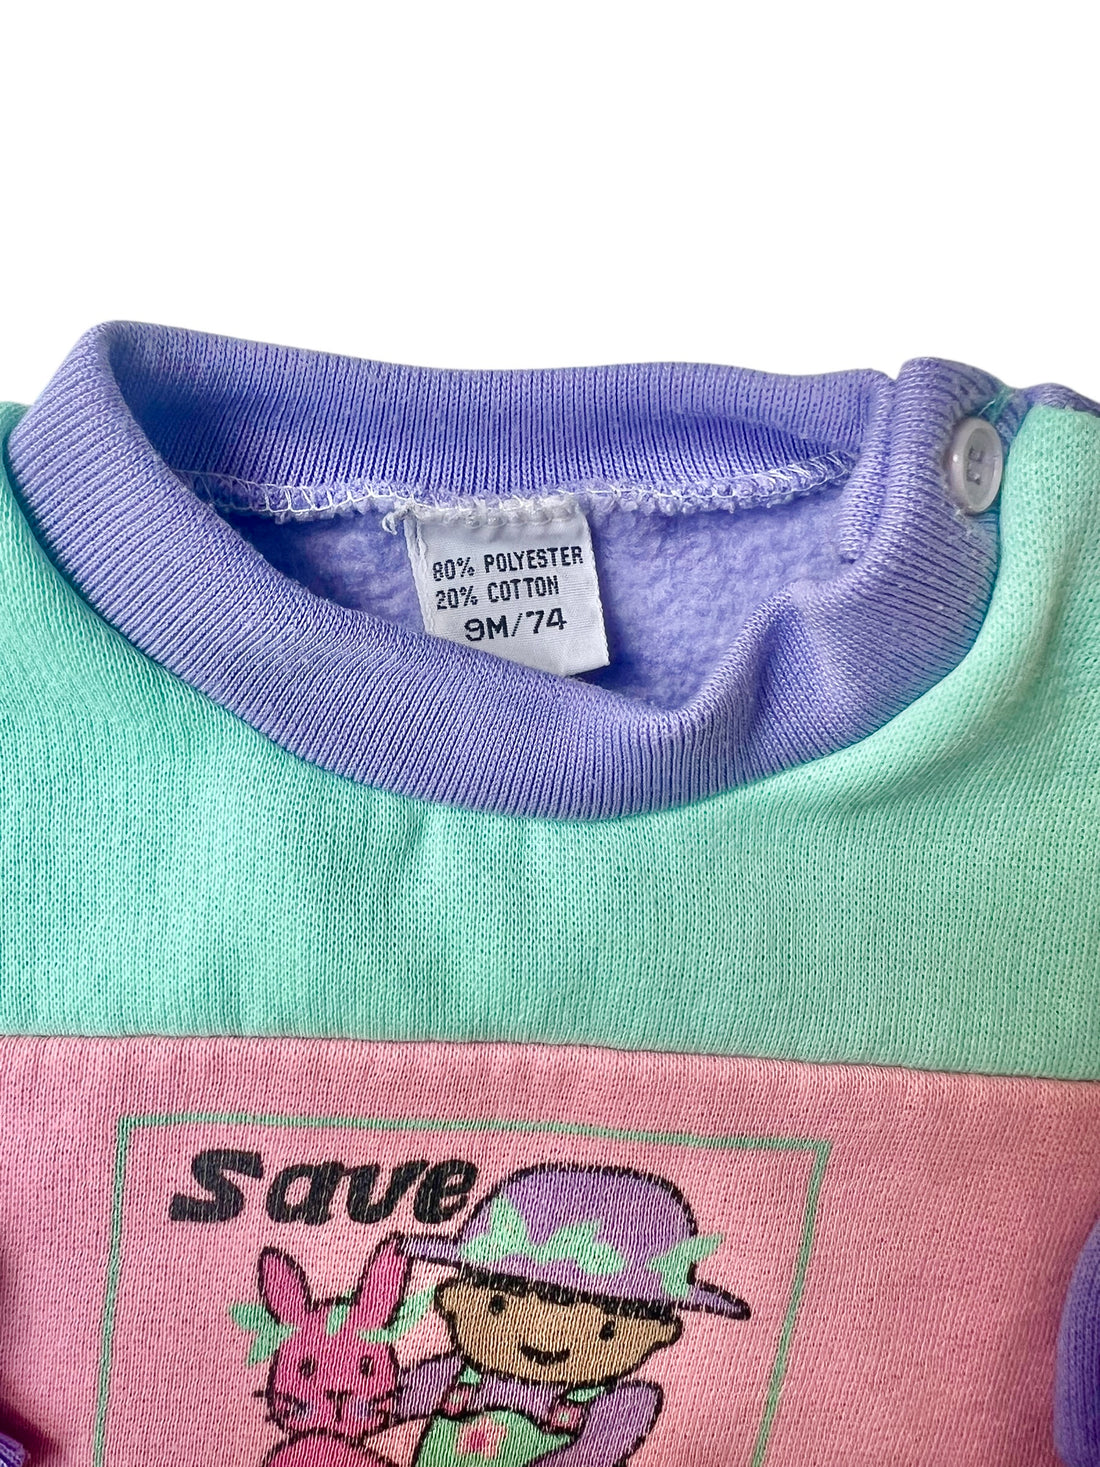 80% POLYESTER
20% COTTON
9M/74
Save